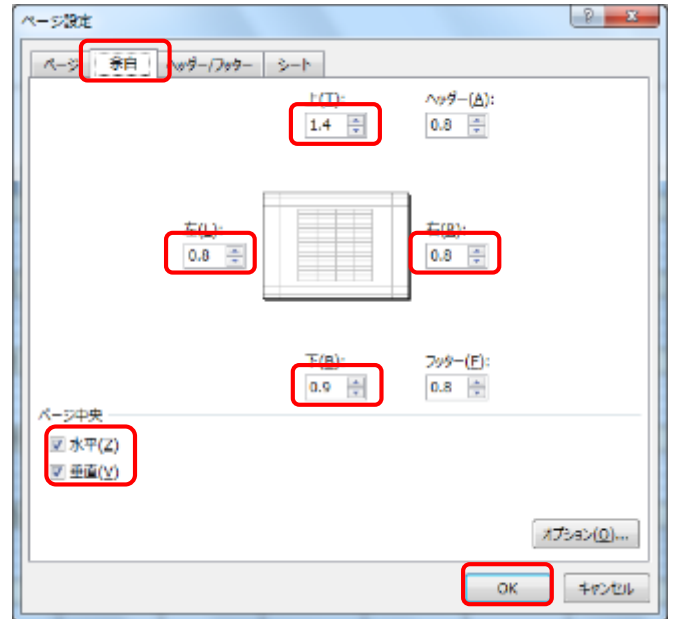 ページ設定
ページ 余白 ヘッダー/フッター シート
上(T): ヘッダー(A):
1.4 0.8
左(L): 右(R):
0.8 0.8
下(B): フッター(F):
0.9 0.8
ページ中央
水平(Z)
垂直(V)
オプション(O)...
OK キャンセル